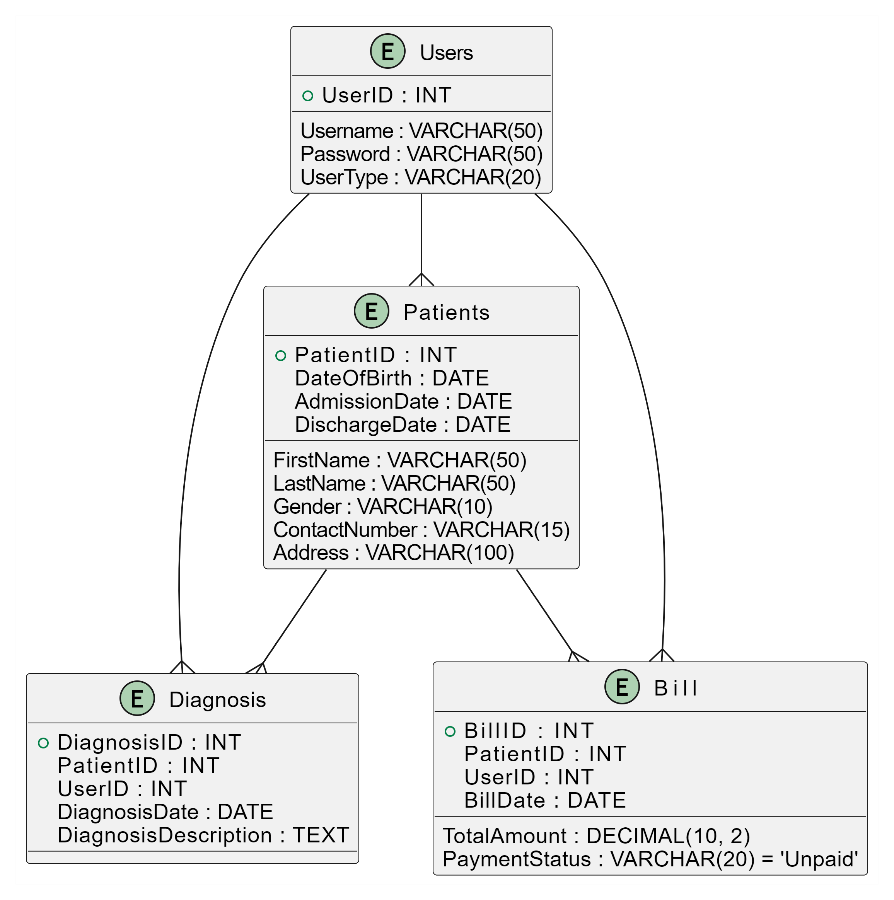 E Users
UserID : INT
Username : VARCHAR(50)
Password : VARCHAR(50)
UserType : VARCHAR(20)
E Patients
PatientID : INT
DateOfBirth : DATE
AdmissionDate : DATE
DischargeDate : DATE
FirstName : VARCHAR(50)
LastName : VARCHAR(50)
Gender : VARCHAR(10)
ContactNumber : VARCHAR(15)
Address : VARCHAR(100)
E Diagnosis
DiagnosisID : INT
PatientID : INT
UserID : INT
DiagnosisDate : DATE
DiagnosisDescription : TEXT
E Bill
BillID : INT
PatientID : INT
UserID : INT
BillDate : DATE
TotalAmount : DECIMAL(10, 2)
PaymentStatus : VARCHAR(20) = 'Unpaid'